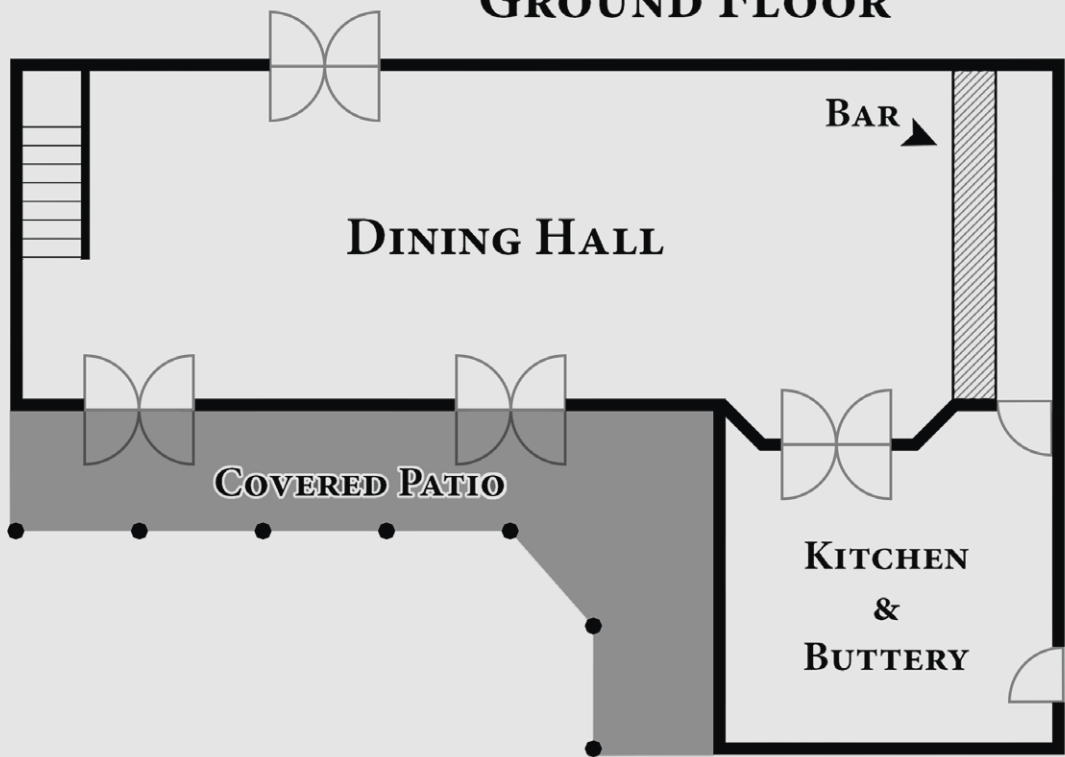 Ground Floor
Bar
Dining Hall
Covered Patio
Kitchen
&
Buttery